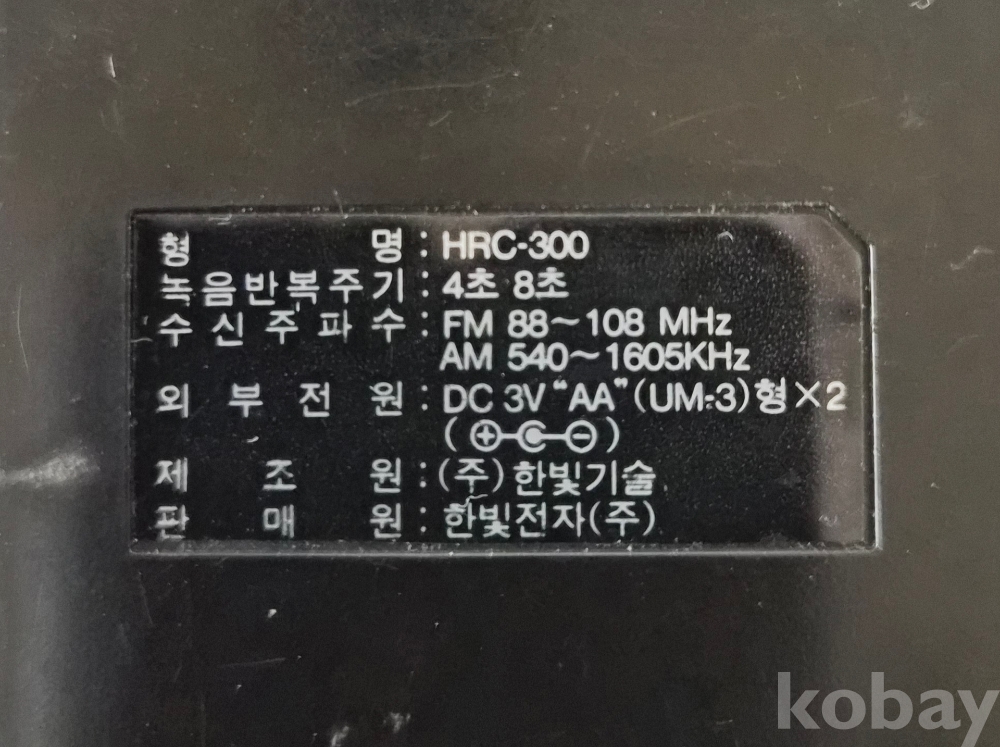 형 명 : HRC-300
녹음반복주기 : 4초 8초
수신주파수 : FM 88~108 MHz
AM 540~1605KHz
외부전원 : DC 3V "AA" (UM-3)형×2
(⊕-C-⊖)
제조원 : (주)한빛기술
판매원 : 한빛전자(주)
kobay